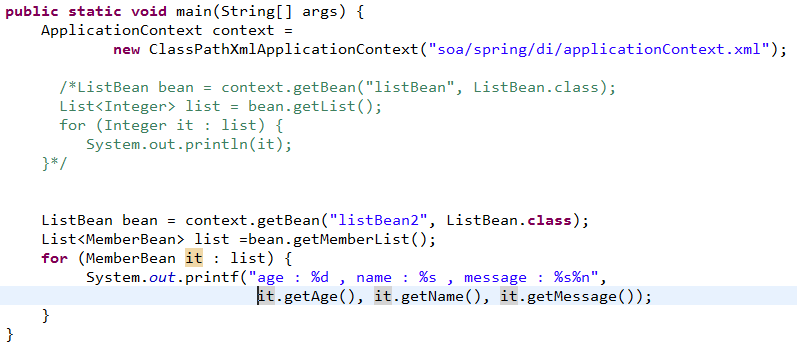 public static void main(String[] args) {
ApplicationContext context =
new ClassPathXmlApplicationContext("soa/spring/di/applicationContext.xml");
/*ListBean bean = context.getBean("listBean", ListBean.class);
List<Integer> list = bean.getList();
for (Integer it : list) {
System.out.println(it);
}*/
ListBean bean = context.getBean("listBean2", ListBean.class);
List<MemberBean> list =bean.getMemberList();
for (MemberBean it : list) {
System.out.printf("age : %d , name : %s , message : %s%n",
it.getAge(), it.getName(), it.getMessage());
}
}